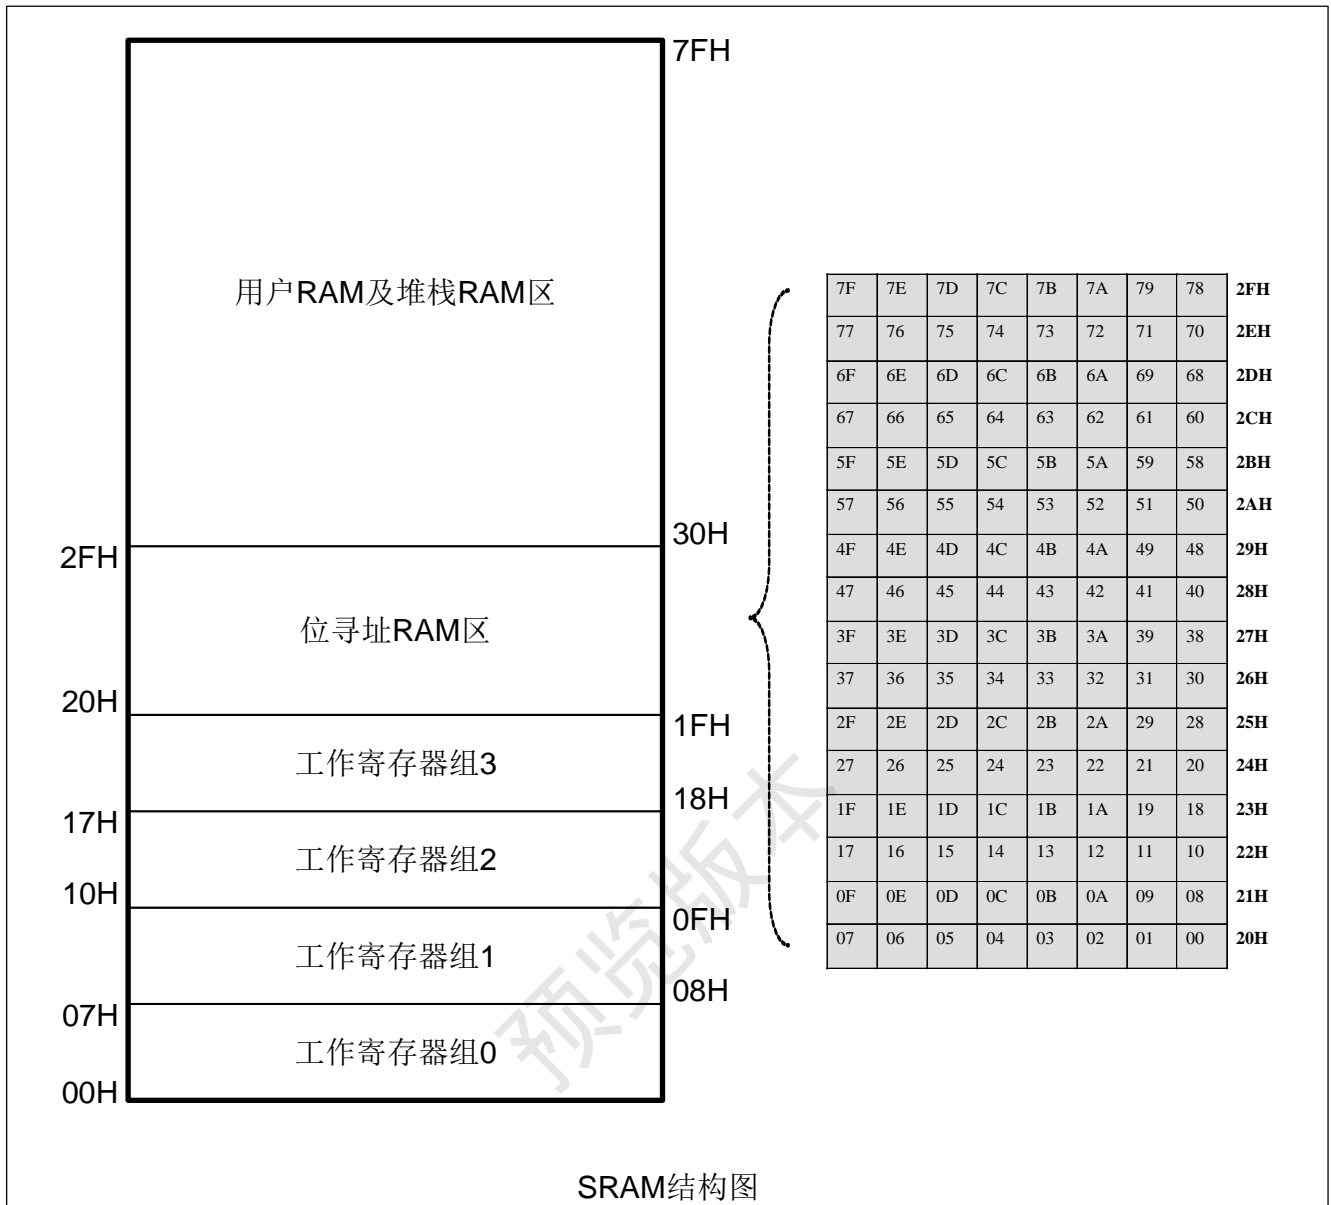 7FH
用户RAM及堆栈RAM区
30H
2FH
位寻址RAM区
20H
1FH
工作寄存器组3
18H
17H
工作寄存器组2
10H
0FH
工作寄存器组1
08H
07H
工作寄存器组0
00H
7F 7E 7D 7C 7B 7A 79 78 2FH
77 76 75 74 73 72 71 70 2EH
6F 6E 6D 6C 6B 6A 69 68 2DH
67 66 65 64 63 62 61 60 2CH
5F 5E 5D 5C 5B 5A 59 58 2BH
57 56 55 54 53 52 51 50 2AH
4F 4E 4D 4C 4B 4A 49 48 29H
47 46 45 44 43 42 41 40 28H
3F 3E 3D 3C 3B 3A 39 38 27H
37 36 35 34 33 32 31 30 26H
2F 2E 2D 2C 2B 2A 29 28 25H
27 26 25 24 23 22 21 20 24H
1F 1E 1D 1C 1B 1A 19 18 23H
17 16 15 14 13 12 11 10 22H
0F 0E 0D 0C 0B 0A 09 08 21H
07 06 05 04 03 02 01 00 20H
预览版本
SRAM结构图